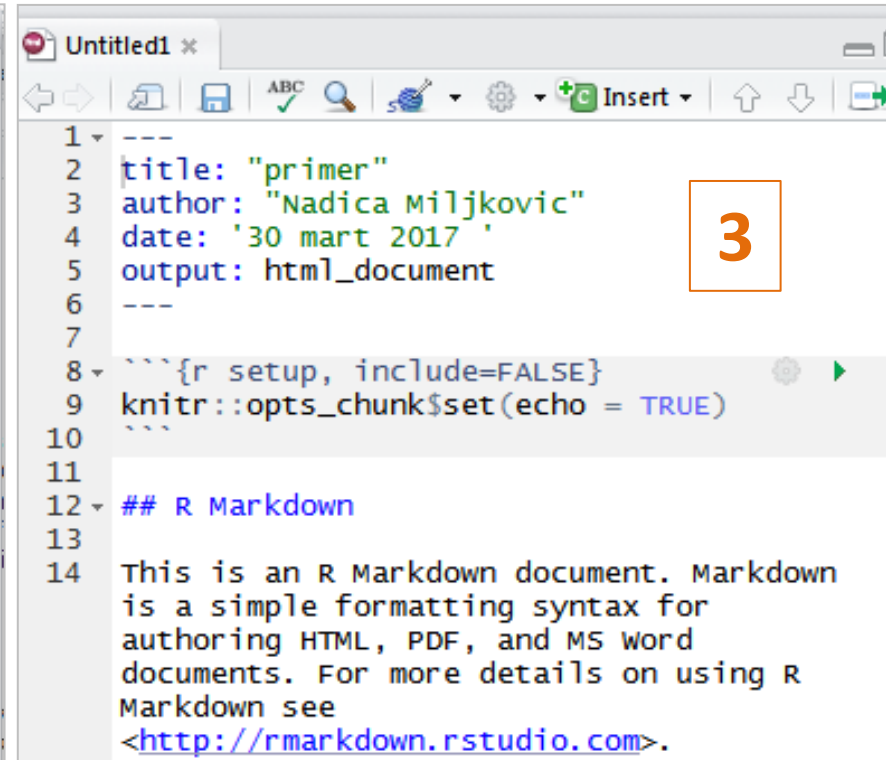 Untitled1 ×
ABC Insert
1 ---
2 title: "primer"
3 author: "Nadica Miljkovic"
4 date: '30 mart 2017 '
5 output: html_document
6 ---
7
8 ```{r setup, include=FALSE}
9 knitr::opts_chunk$set(echo = TRUE)
10 ```
11
12 ## R Markdown
13
14 This is an R Markdown document. Markdown
is a simple formatting syntax for
authoring HTML, PDF, and MS Word
documents. For more details on using R
Markdown see
<http://rmarkdown.rstudio.com>.
3